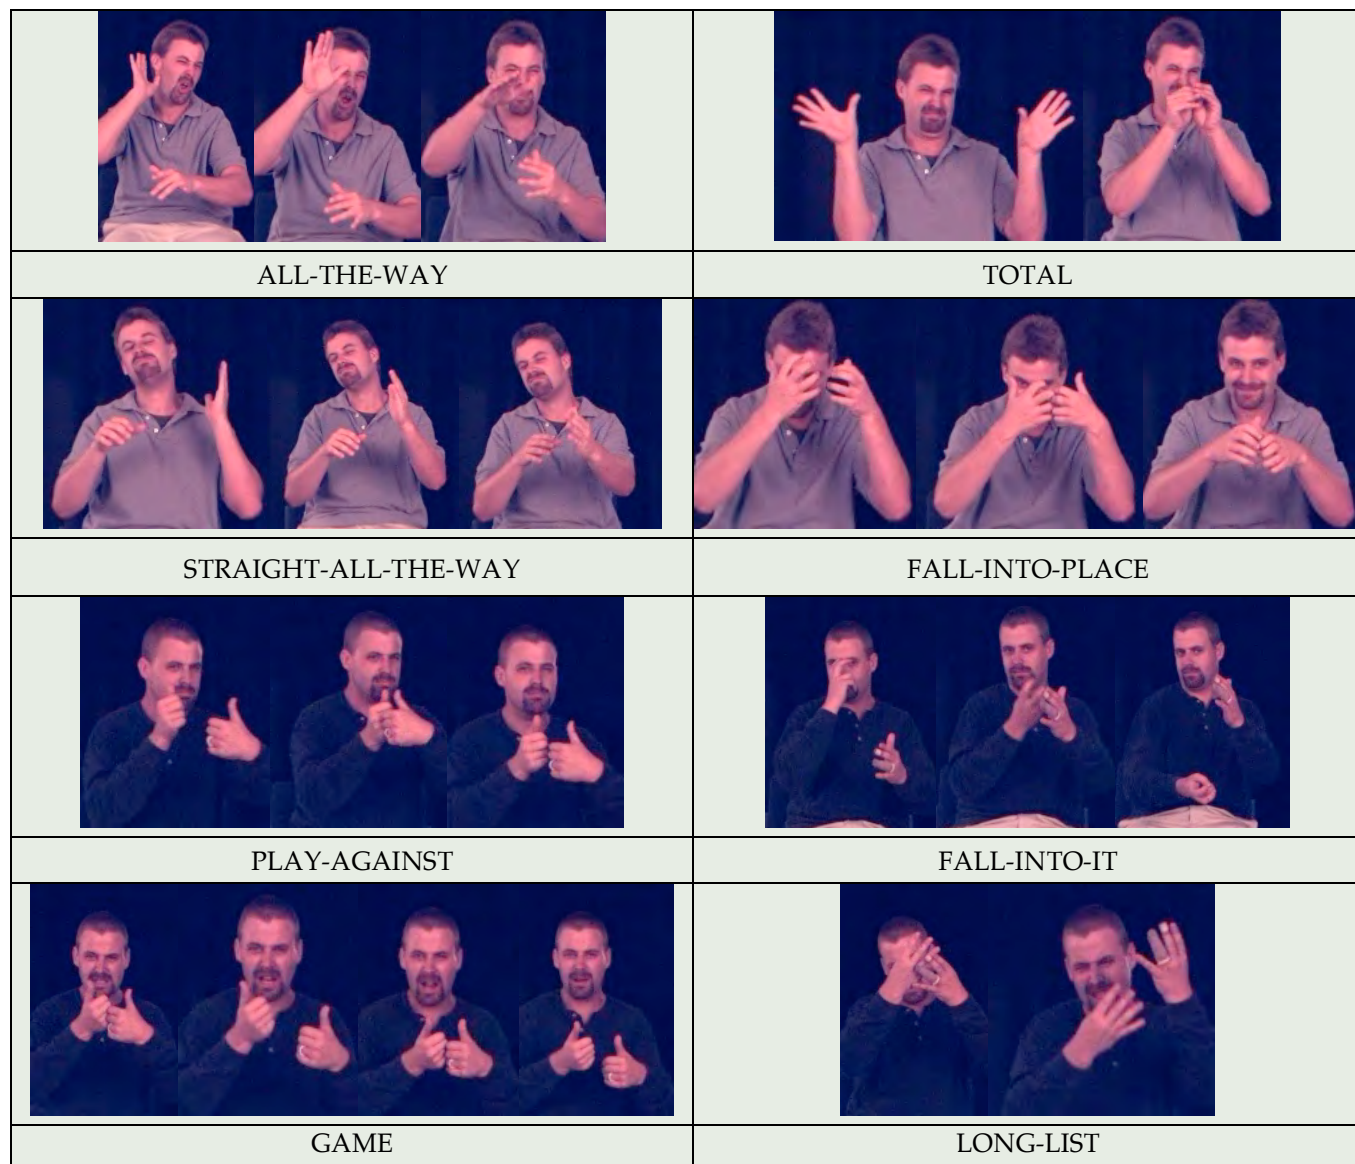 ALL-THE-WAY
TOTAL
STRAIGHT-ALL-THE-WAY
FALL-INTO-PLACE
PLAY-AGAINST
FALL-INTO-IT
GAME
LONG-LIST